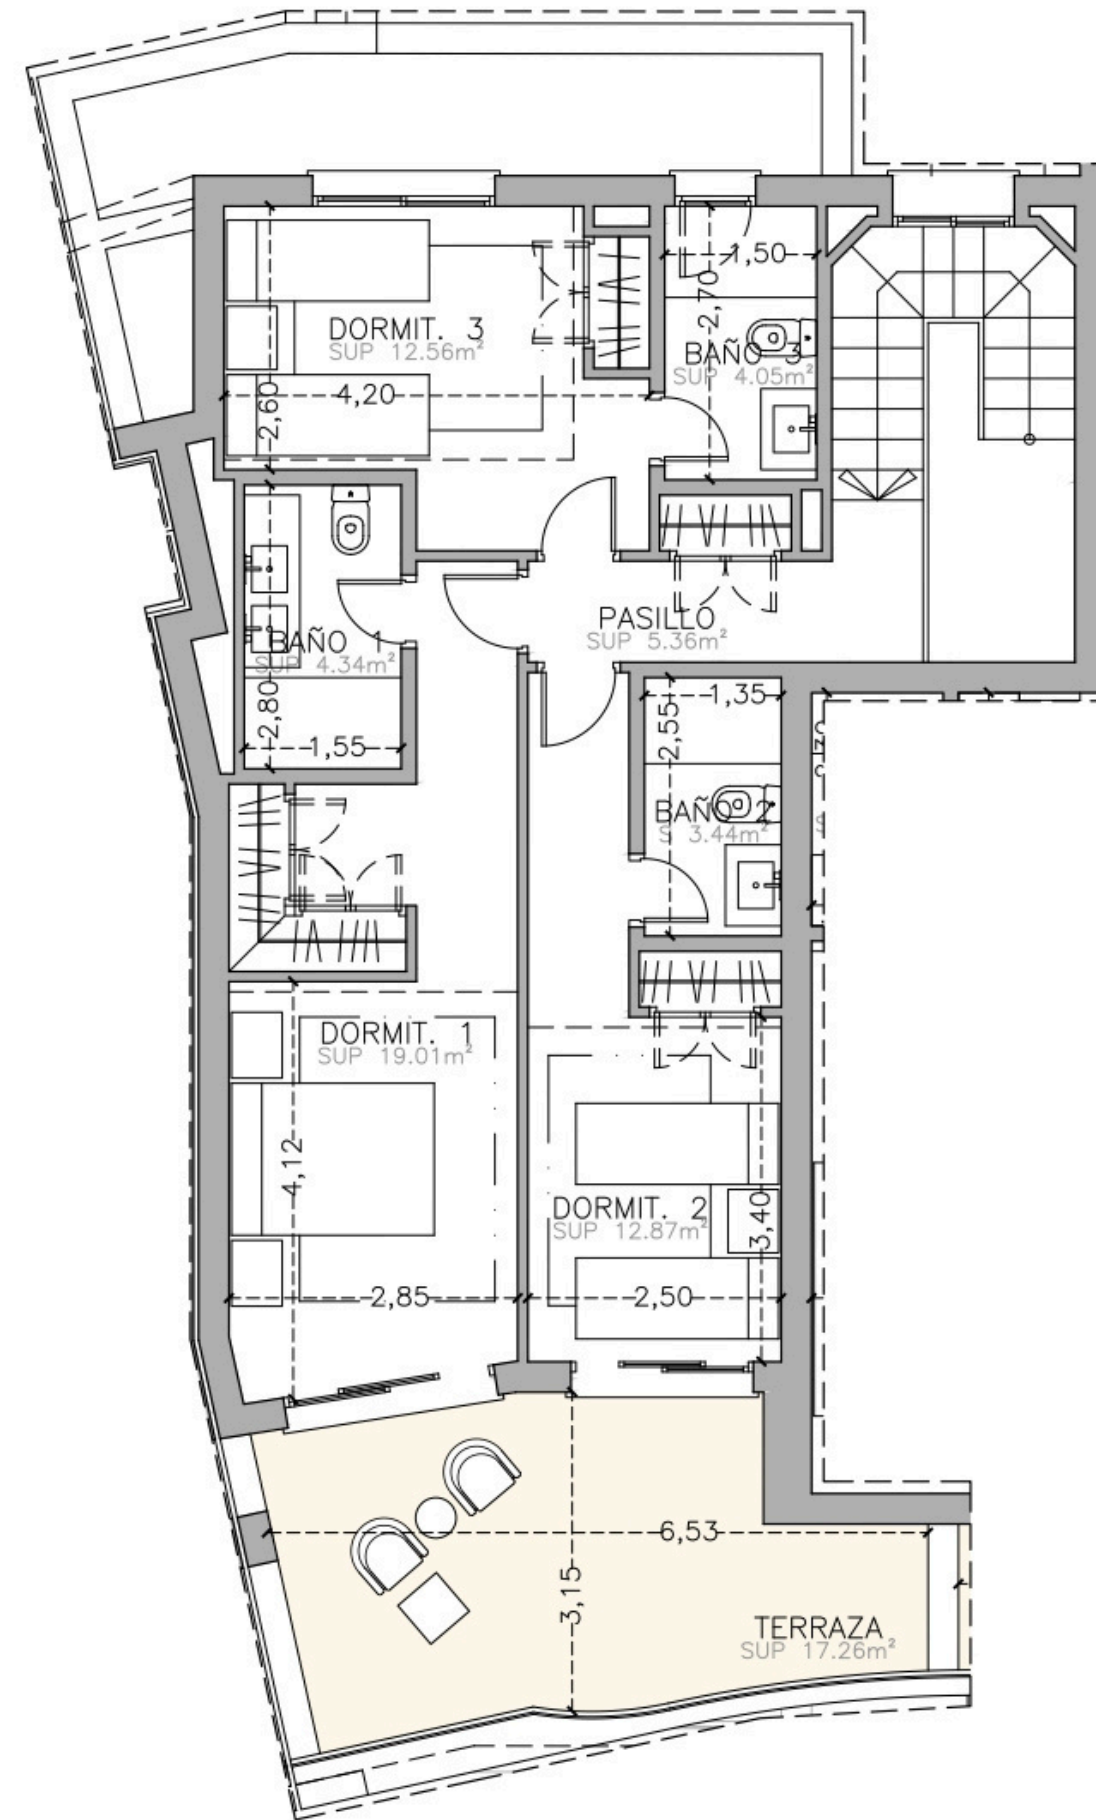 1,50
2,70
DORMIT. 3
SUP 12.56m²
BAÑO 3
SUP 4.05m²
4,20
2,60
PASILLO
SUP 5.36m²
BAÑO 1
SUP 4.34m²
2,80
1,55
1,35
2,55
BAÑO 2
S 3.44m²
DORMIT. 1
SUP 19.01m²
4,12
DORMIT. 2
SUP 12.87m²
3,40
2,85
2,50
6,53
3,15
TERRAZA
SUP 17.26m²